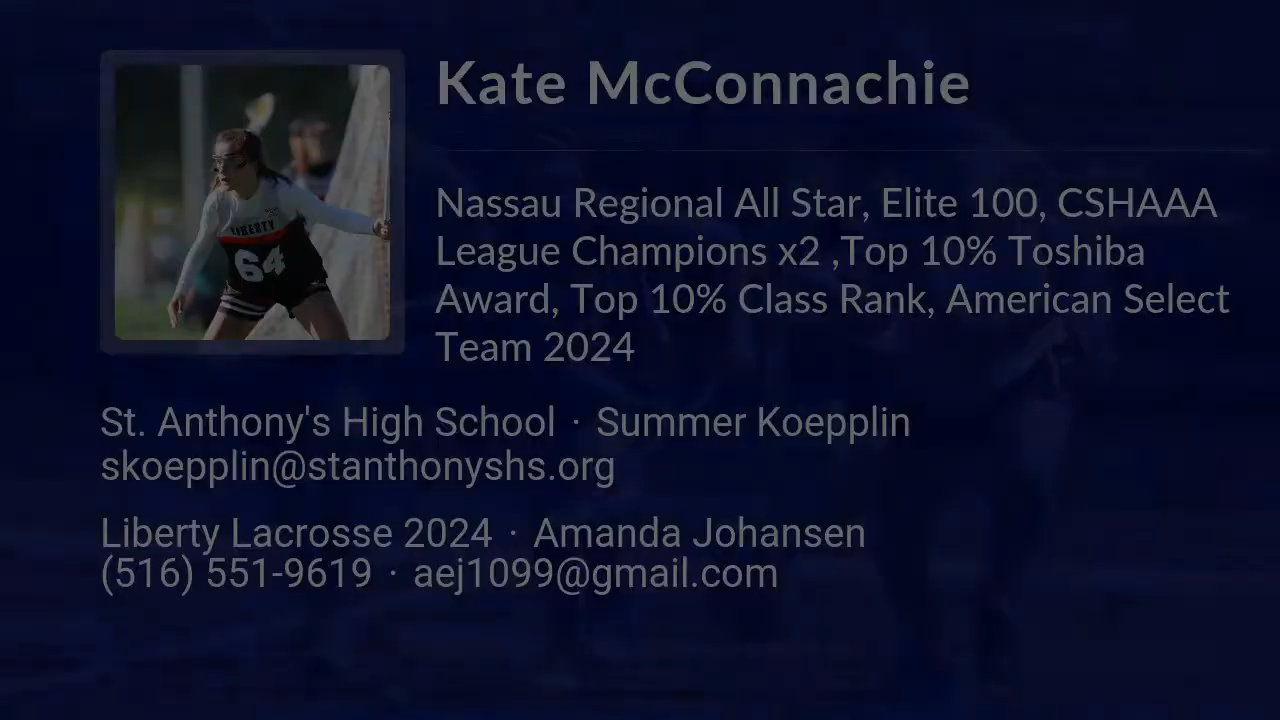 Kate McConnachie
LIBERTY
64
Nassau Regional All Star, Elite 100, CSHAAA
League Champions x2 ,Top 10% Toshiba
Award, Top 10% Class Rank, American Select
Team 2024
St. Anthony's High School · Summer Koepplin
skoepplin@stanthonyshs.org
Liberty Lacrosse 2024 · Amanda Johansen
(516) 551-9619 · aej1099@gmail.com